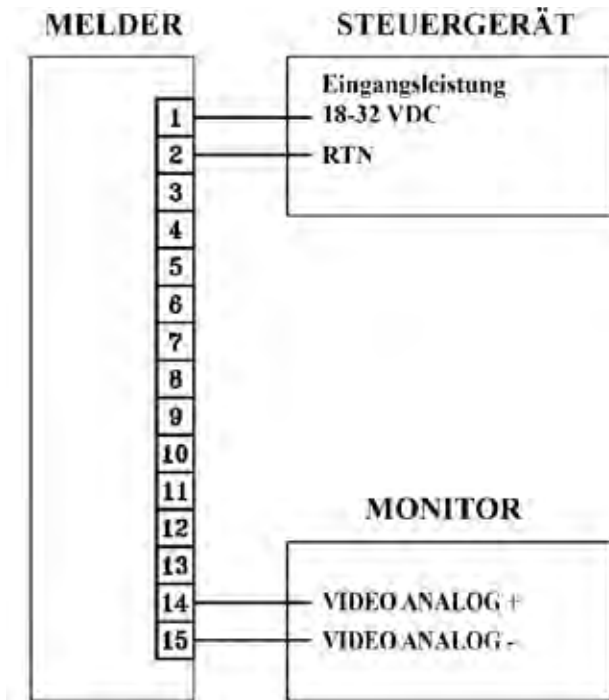 MELDER
STEUERGERÄT
Eingangsleistung
18-32 VDC
RTN
1
2
3
4
5
6
7
8
9
10
11
12
13
14
15
MONITOR
VIDEO ANALOG +
VIDEO ANALOG -